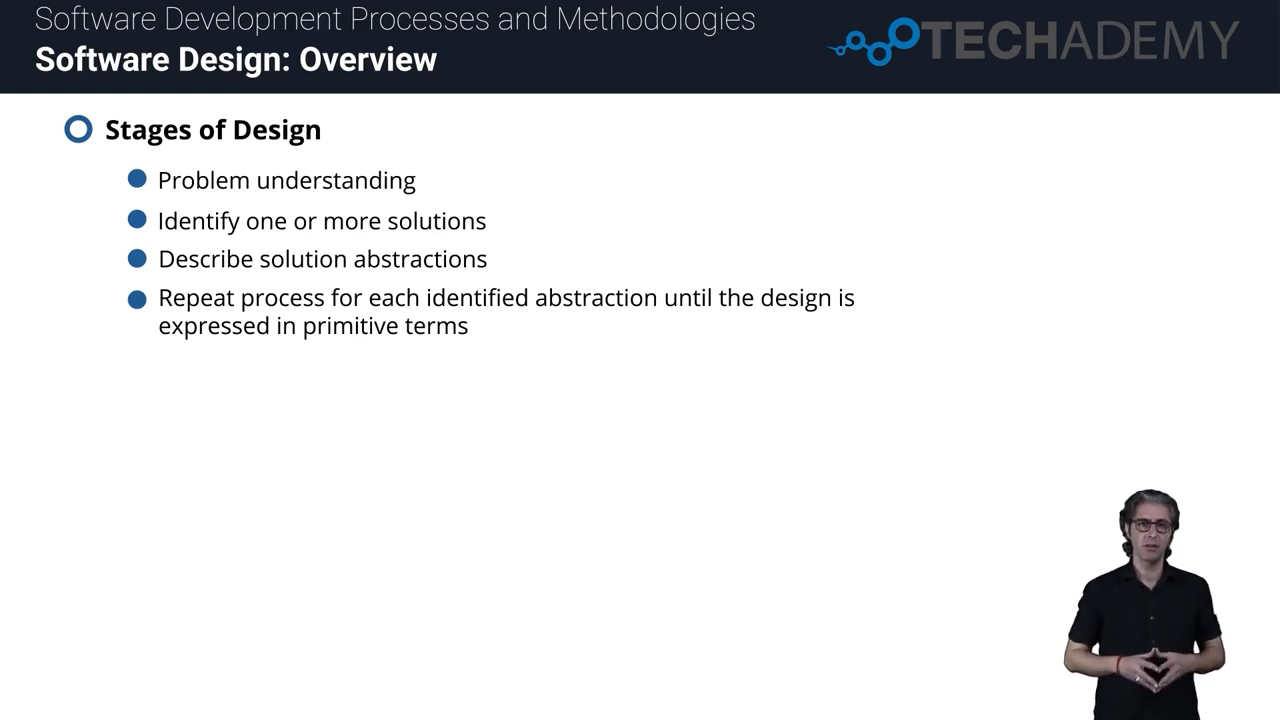 Software Development Processes and Methodologies
Software Design: Overview
TECHADEMY
Stages of Design
Problem understanding
Identify one or more solutions
Describe solution abstractions
Repeat process for each identified abstraction until the design is
expressed in primitive terms